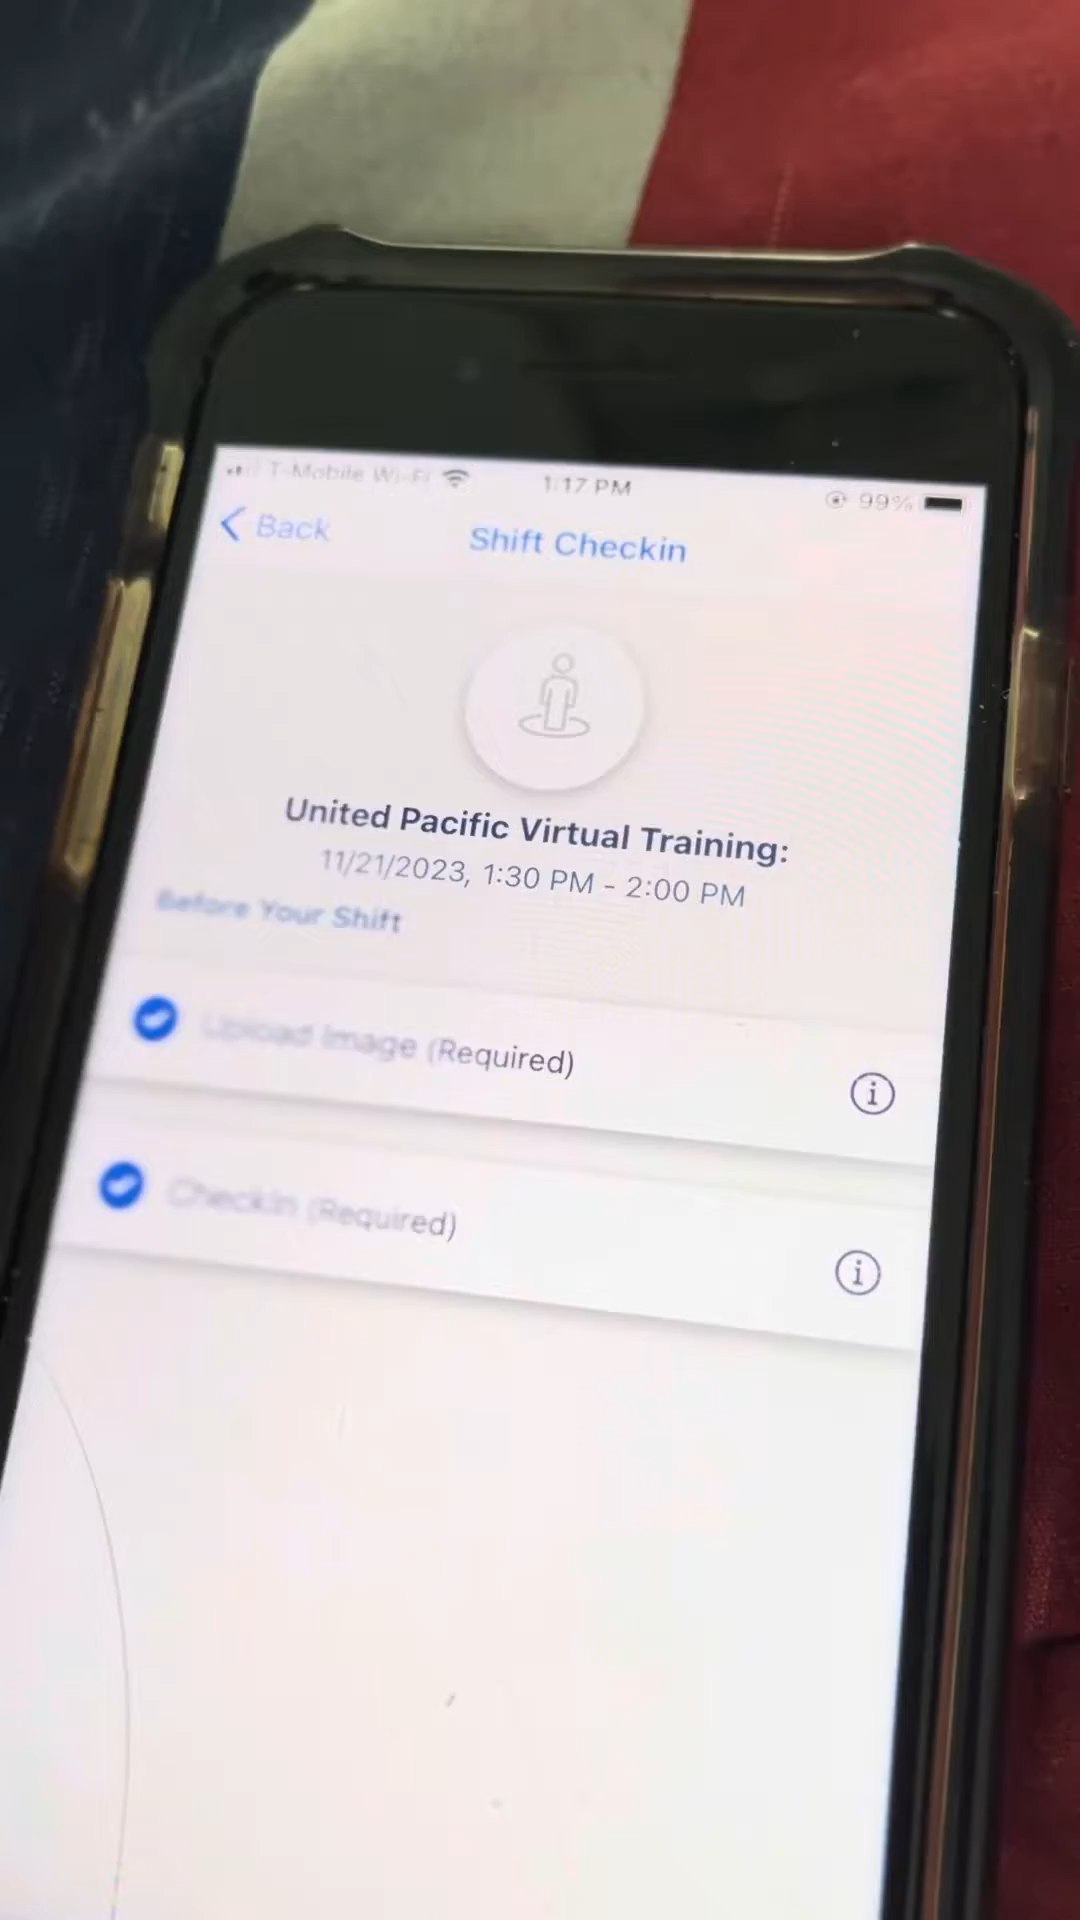 T-Mobile Wi-Fi 1:17 PM 99%
Back Shift Checkin
United Pacific Virtual Training:
11/21/2023, 1:30 PM - 2:00 PM
Before Your Shift
Upload Image (Required)
Checkin (Required)